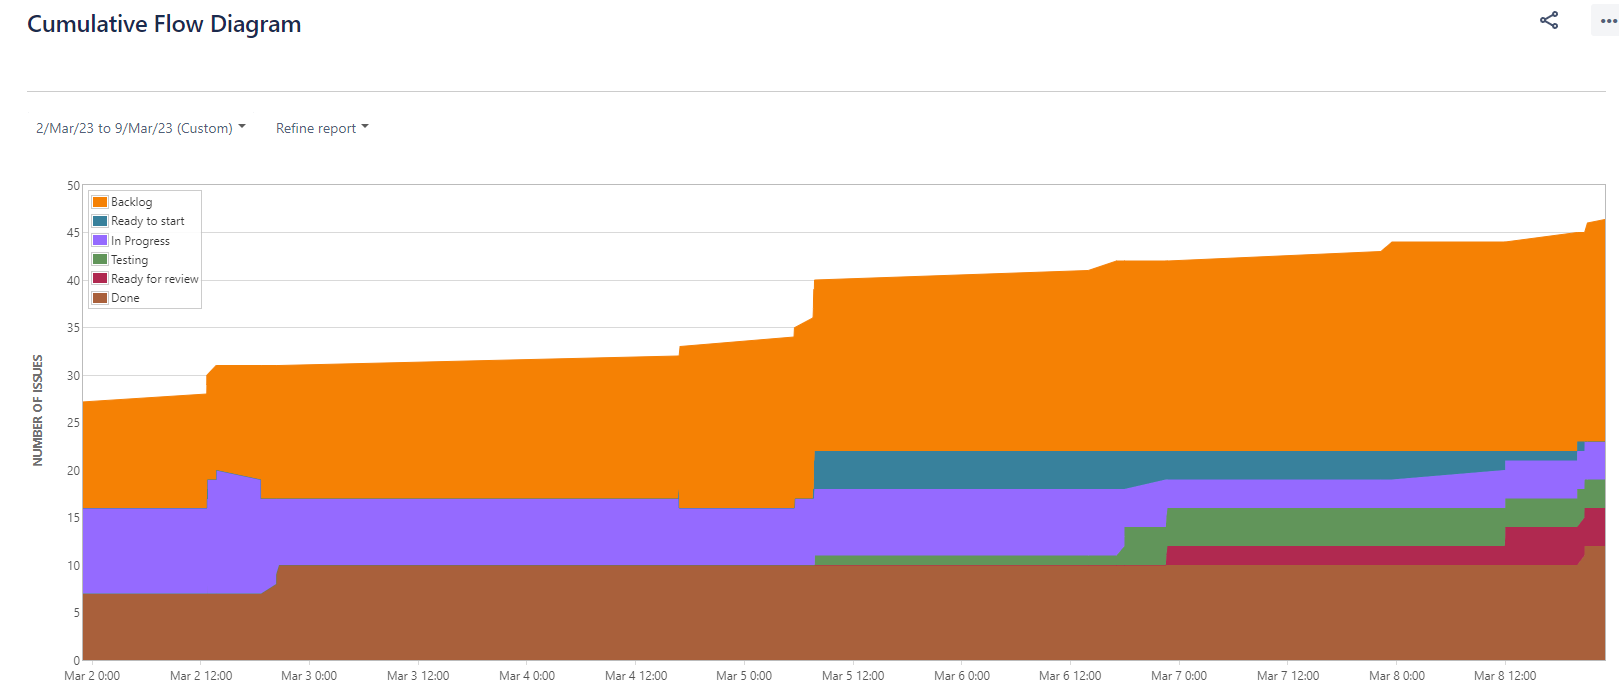 Cumulative Flow Diagram
2/Mar/23 to 9/Mar/23 (Custom)
Refine report
NUMBER OF ISSUES
50
45
40
35
30
25
20
15
10
5
0
Backlog
Ready to start
In Progress
Testing
Ready for review
Done
Mar 2 0:00
Mar 2 12:00
Mar 3 0:00
Mar 3 12:00
Mar 4 0:00
Mar 4 12:00
Mar 5 0:00
Mar 5 12:00
Mar 6 0:00
Mar 6 12:00
Mar 7 0:00
Mar 7 12:00
Mar 8 0:00
Mar 8 12:00